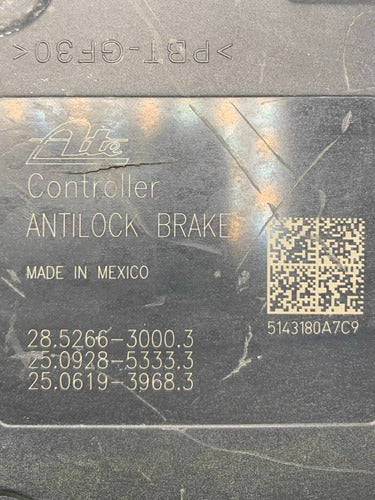 >PBT-GF30<
Ate
Controller
ANTILOCK BRAKE
MADE IN MEXICO
5143180A7C9
28.5266-3000.3
25.0928-5333.3
25.0619-3968.3